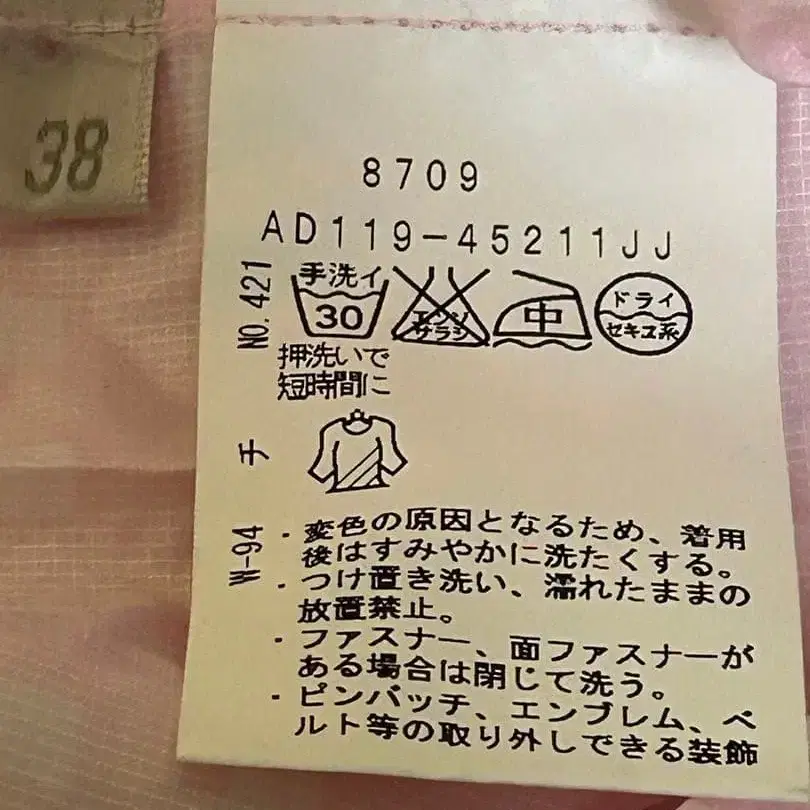 38
8709
AD119-45211JJ
NO.421
手洗イ
30
エンソ
サラシ
中
ドライ
セキユ系
押洗いで
短時間に
チ
W-94
・変色の原因となるため、着用
後はすみやかに洗たくする。
・つけ置き洗い、濡れたままの
放置禁止。
・ファスナー、面ファスナーが
ある場合は閉じて洗う。
・ピンバッチ、エンブレム、ベ
ルト等の取り外しできる装飾